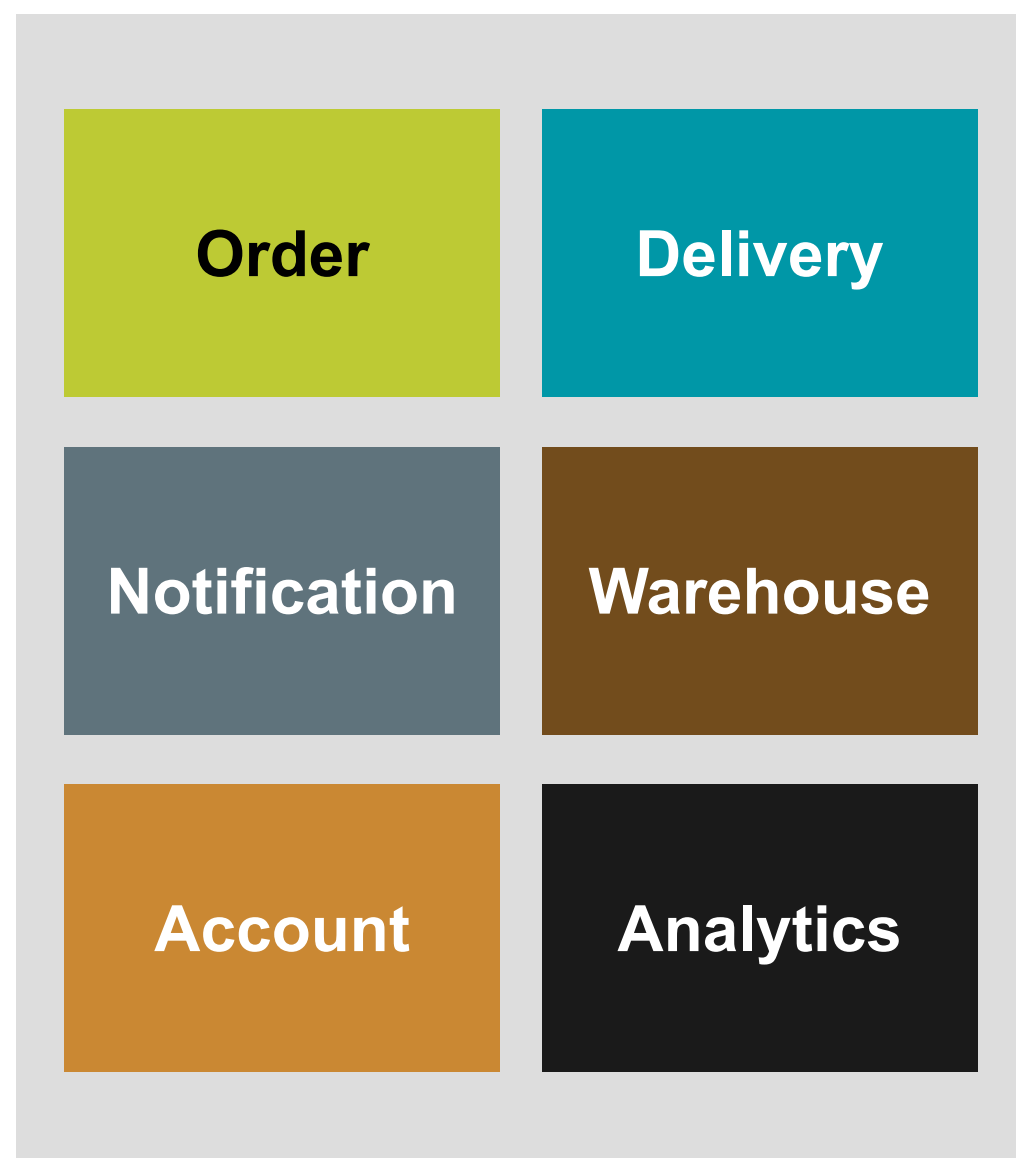 Order
Delivery
Notification
Warehouse
Account
Analytics